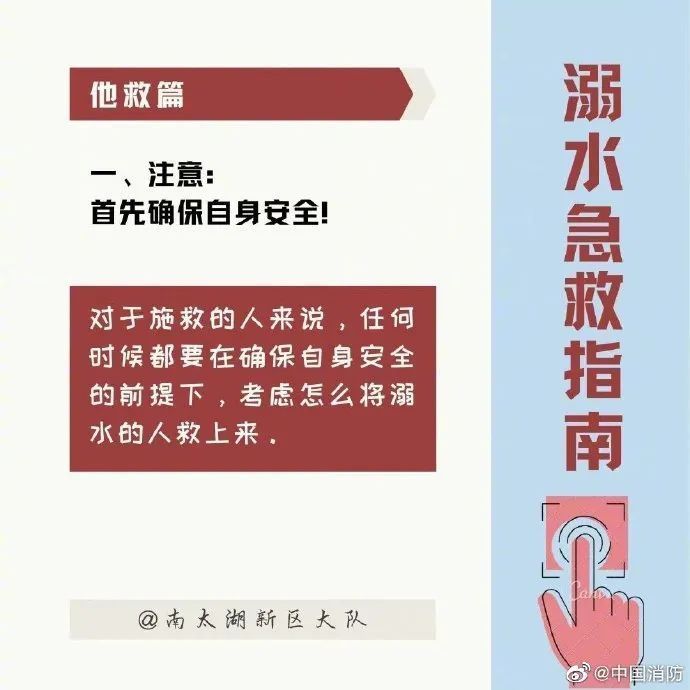 他救篇
一、注意:
首先确保自身安全!
对于施救的人来说，任何
时候都要在确保自身安全
的前提下，考虑怎么将溺
水的人救上来．
@南太湖新区大队
溺水急救指南
Canva
@中国消防